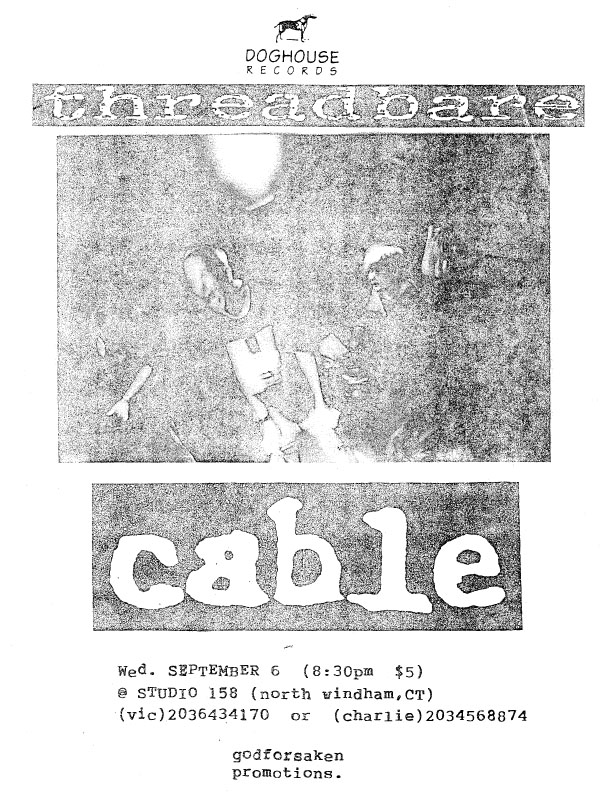 DOGHOUSE
RECORDS
threadbare
cable
Wed. SEPTEMBER 6 (8:30pm $5)
@ STUDIO 158 (north windham,CT)
(vic)2036434170 or (charlie)2034568874
godforsaken
promotions.